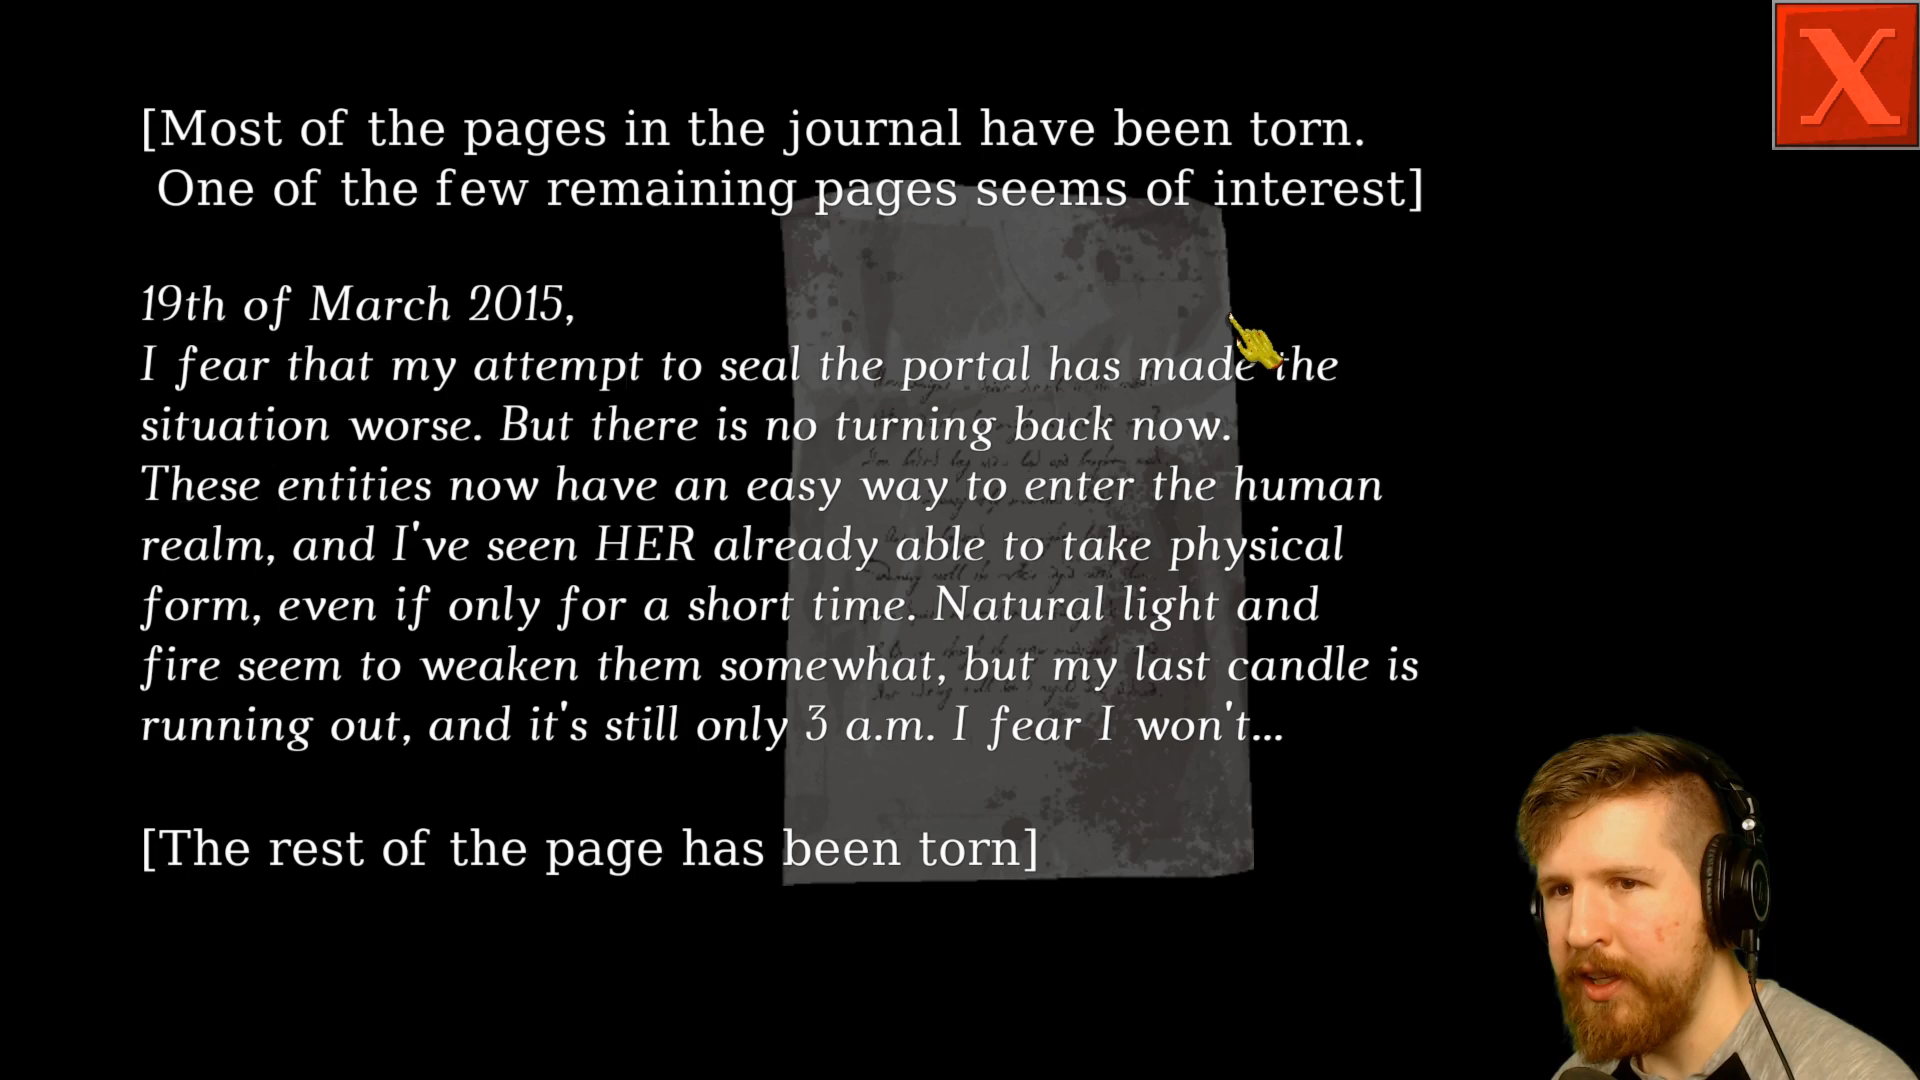 [Most of the pages in the journal have been torn.
One of the few remaining pages seems of interest]
19th of March 2015,
I fear that my attempt to seal the portal has made the
situation worse. But there is no turning back now.
These entities now have an easy way to enter the human
realm, and I've seen HER already able to take physical
form, even if only for a short time. Natural light and
fire seem to weaken them somewhat, but my last candle is
running out, and it's still only 3 a.m. I fear I won't...
[The rest of the page has been torn]
X